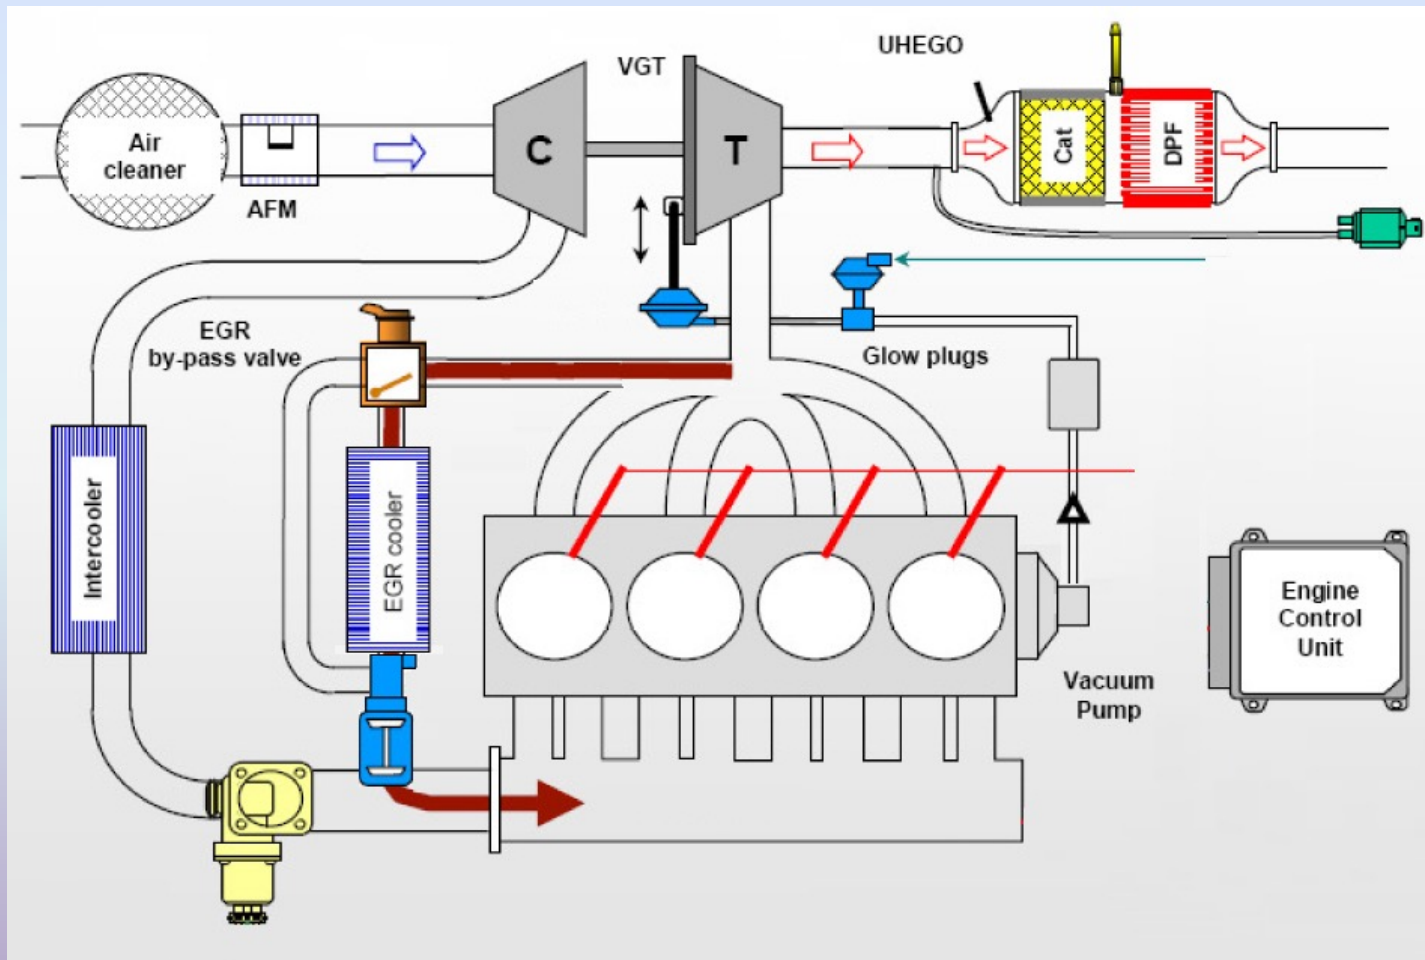 UHEGO
VGT
Air
cleaner
AFM
C
T
Cat
DPF
EGR
by-pass valve
Glow plugs
Intercooler
EGR cooler
Engine
Control
Unit
Vacuum
Pump